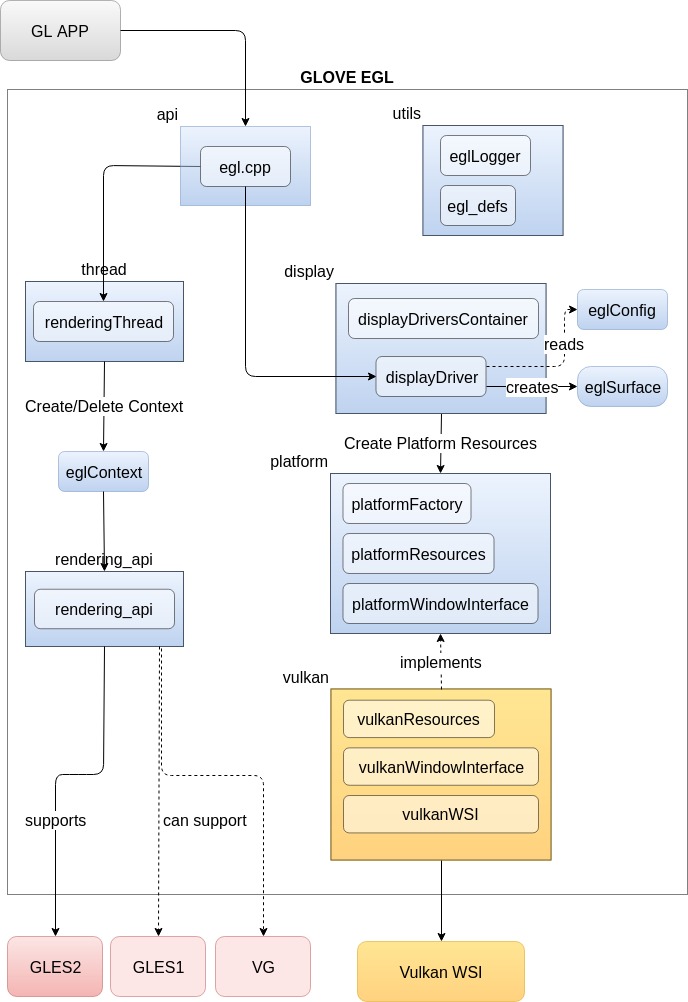 GL APP
GLOVE EGL
api
egl.cpp
utils
eglLogger
egl_defs
thread
renderingThread
display
displayDriversContainer
displayDriver
reads
eglConfig
creates
eglSurface
Create/Delete Context
eglContext
Create Platform Resources
platform
platformFactory
platformResources
platformWindowInterface
rendering_api
rendering_api
implements
vulkan
vulkanResources
vulkanWindowInterface
vulkanWSI
supports
can support
GLES2
GLES1
VG
Vulkan WSI